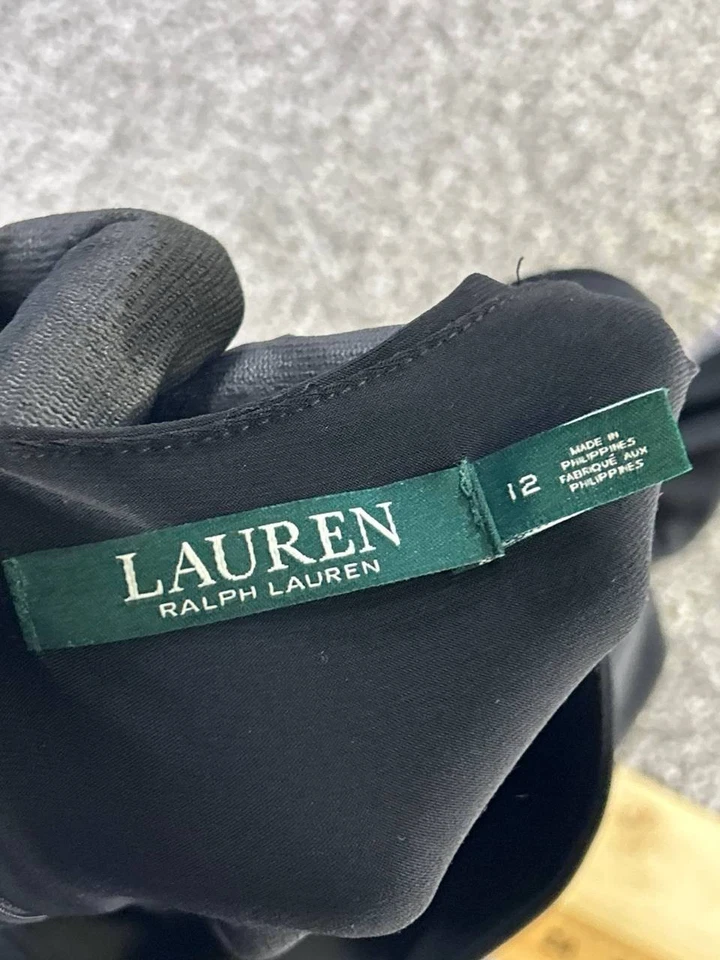 LAUREN
RALPH LAUREN
12
MADE IN
PHILIPPINES
FABRIQUÉ AUX
PHILIPPINES